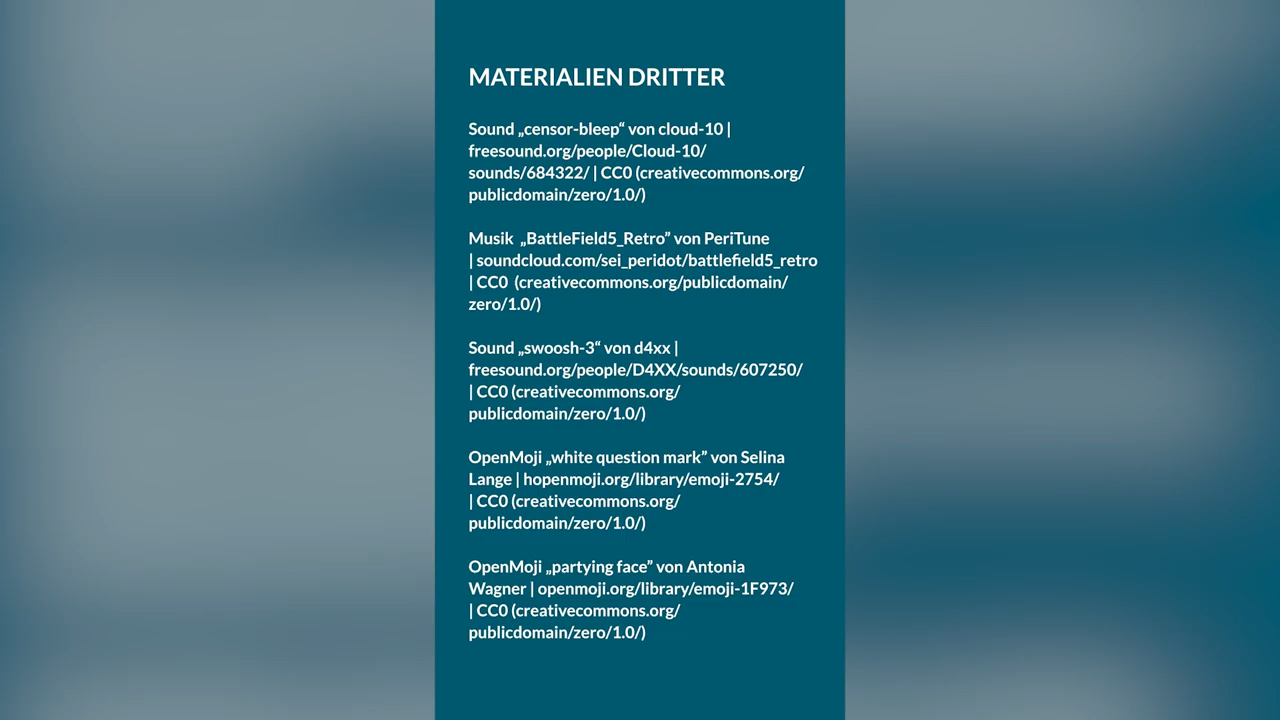 MATERIALIEN DRITTER
Sound „censor-bleep“ von cloud-10 |
freesound.org/people/Cloud-10/
sounds/684322/ | CC0 (creativecommons.org/
publicdomain/zero/1.0/)
Musik „BattleField5_Retro” von PeriTune
| soundcloud.com/sei_peridot/battlefield5_retro
| CC0 (creativecommons.org/publicdomain/
zero/1.0/)
Sound „swoosh-3“ von d4xx |
freesound.org/people/D4XX/sounds/607250/
| CC0 (creativecommons.org/
publicdomain/zero/1.0/)
OpenMoji „white question mark” von Selina
Lange | hopenmoji.org/library/emoji-2754/
| CC0 (creativecommons.org/
publicdomain/zero/1.0/)
OpenMoji „partying face” von Antonia
Wagner | openmoji.org/library/emoji-1F973/
| CC0 (creativecommons.org/
publicdomain/zero/1.0/)